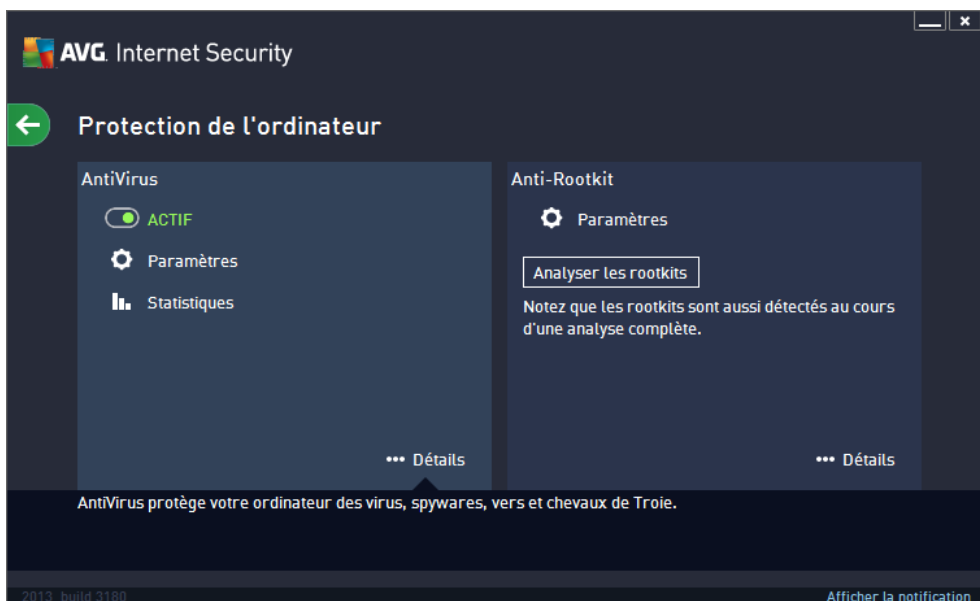 AVG. Internet Security
Protection de l'ordinateur
AntiVirus
ACTIF
Paramètres
Statistiques
••• Détails
Anti-Rootkit
Paramètres
Analyser les rootkits
Notez que les rootkits sont aussi détectés au cours
d'une analyse complète.
••• Détails
AntiVirus protège votre ordinateur des virus, spywares, vers et chevaux de Troie.
2013 build 3180
Afficher la notification